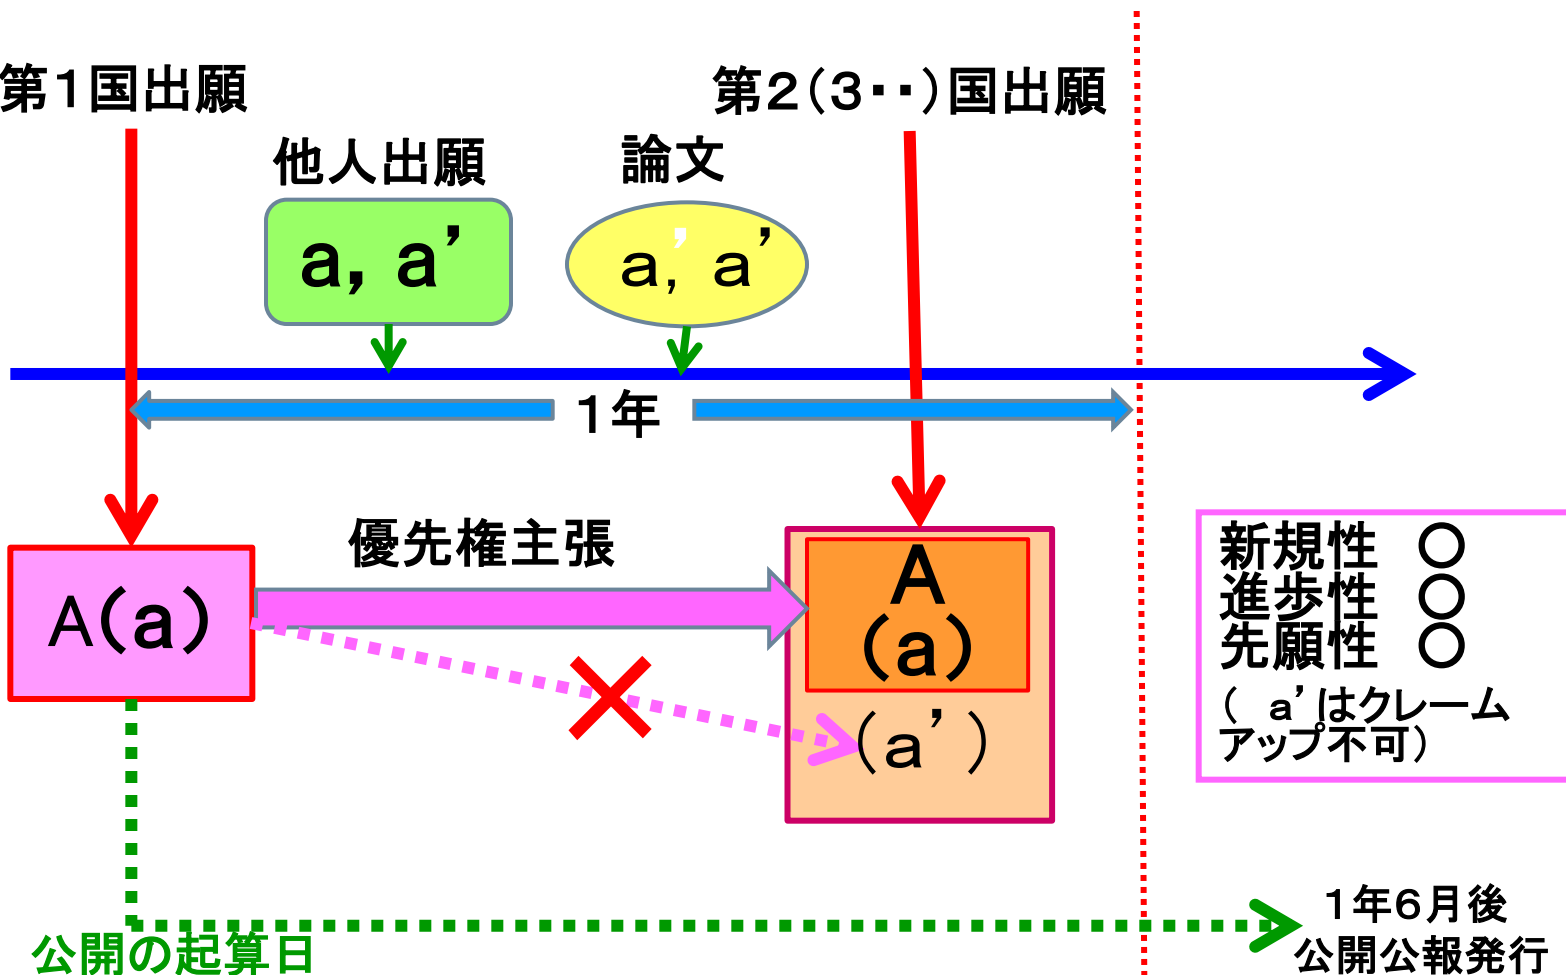 第１国出願
第２（３・・）国出願
他人出願
論文
a, a’
a’, a’
１年
優先権主張
A（a）
A
（a）
（a’）
新規性 ○
進歩性 ○
先願性 ○
（ a’はクレーム
アップ不可）
１年６月後
公開公報発行
公開の起算日